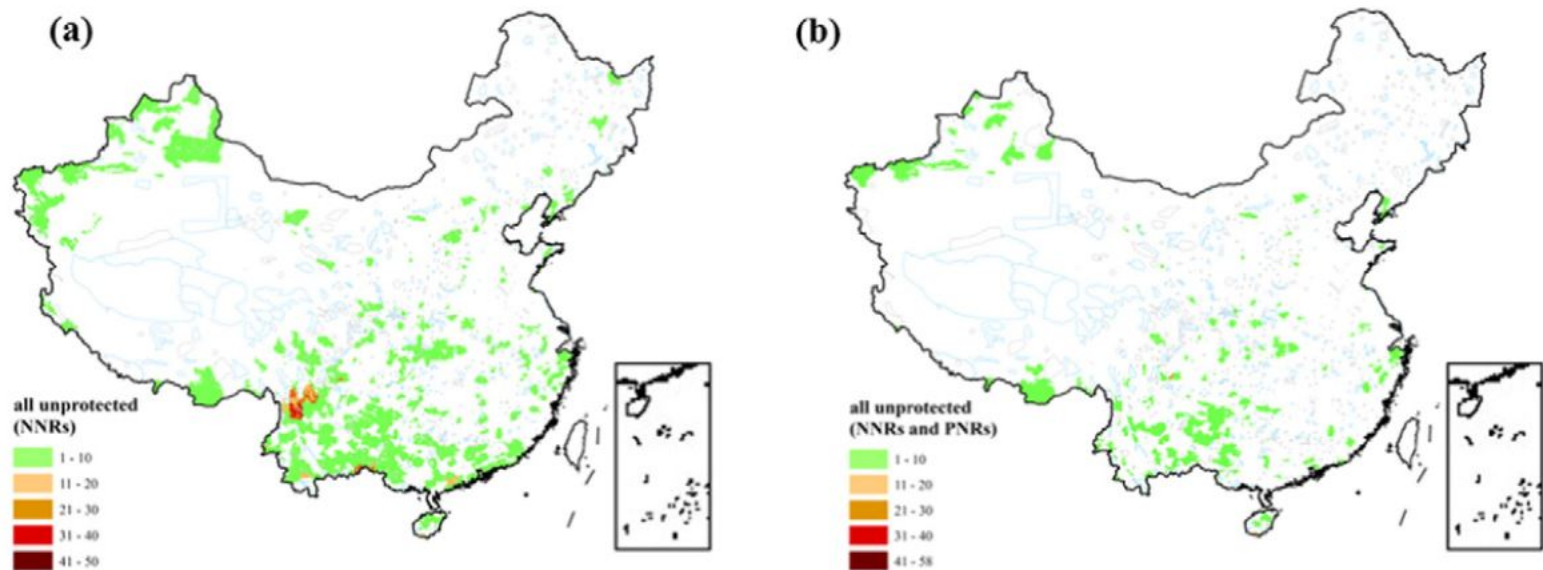 (a)
all unprotected
(NNRs)
1 - 10
11 - 20
21 - 30
31 - 40
41 - 50
(b)
all unprotected
(NNRs and PNRs)
1 - 10
11 - 20
21 - 30
31 - 40
41 - 58